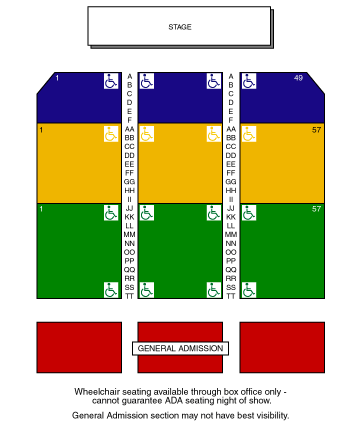 STAGE
1 A A 49
B B
C C
D D
E E
F F
1 AA AA 57
BB BB
CC CC
DD DD
EE EE
FF FF
GG GG
HH HH
II II
1 JJ JJ 57
KK KK
LL LL
MM MM
NN NN
OO OO
PP PP
QQ QQ
RR RR
SS SS
TT TT
GENERAL ADMISSION
Wheelchair seating available through box office only -
cannot guarantee ADA seating night of show.
General Admission section may not have best visibility.